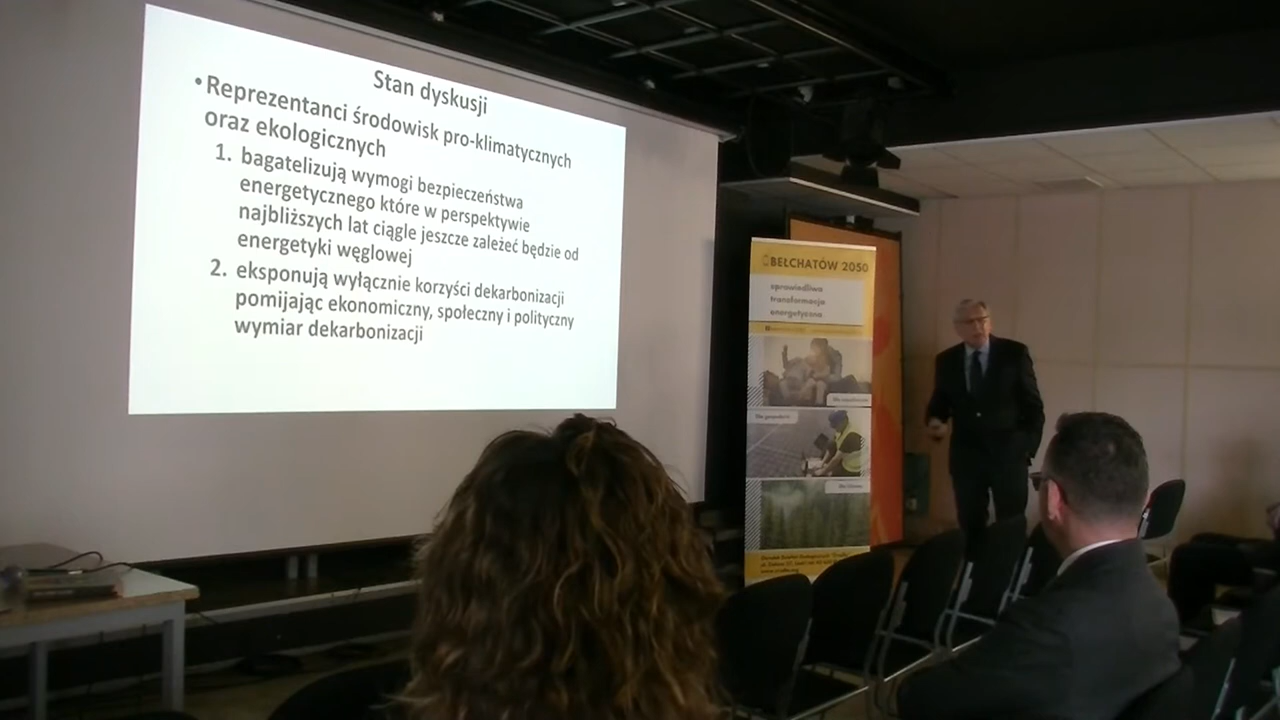 Stan dyskusji
•Reprezentanci środowisk pro-klimatycznych
oraz ekologicznych
1. bagatelizują wymogi bezpieczeństwa
energetycznego które w perspektywie
najbliższych lat ciągle jeszcze zależeć będzie od
energetyki węglowej
2. eksponują wyłącznie korzyści dekarbonizacji
pomijając ekonomiczny, społeczny i polityczny
wymiar dekarbonizacji
BEŁCHATÓW 2050
sprawiedliwa
transformacja
energetyczna
Dla gospodarki